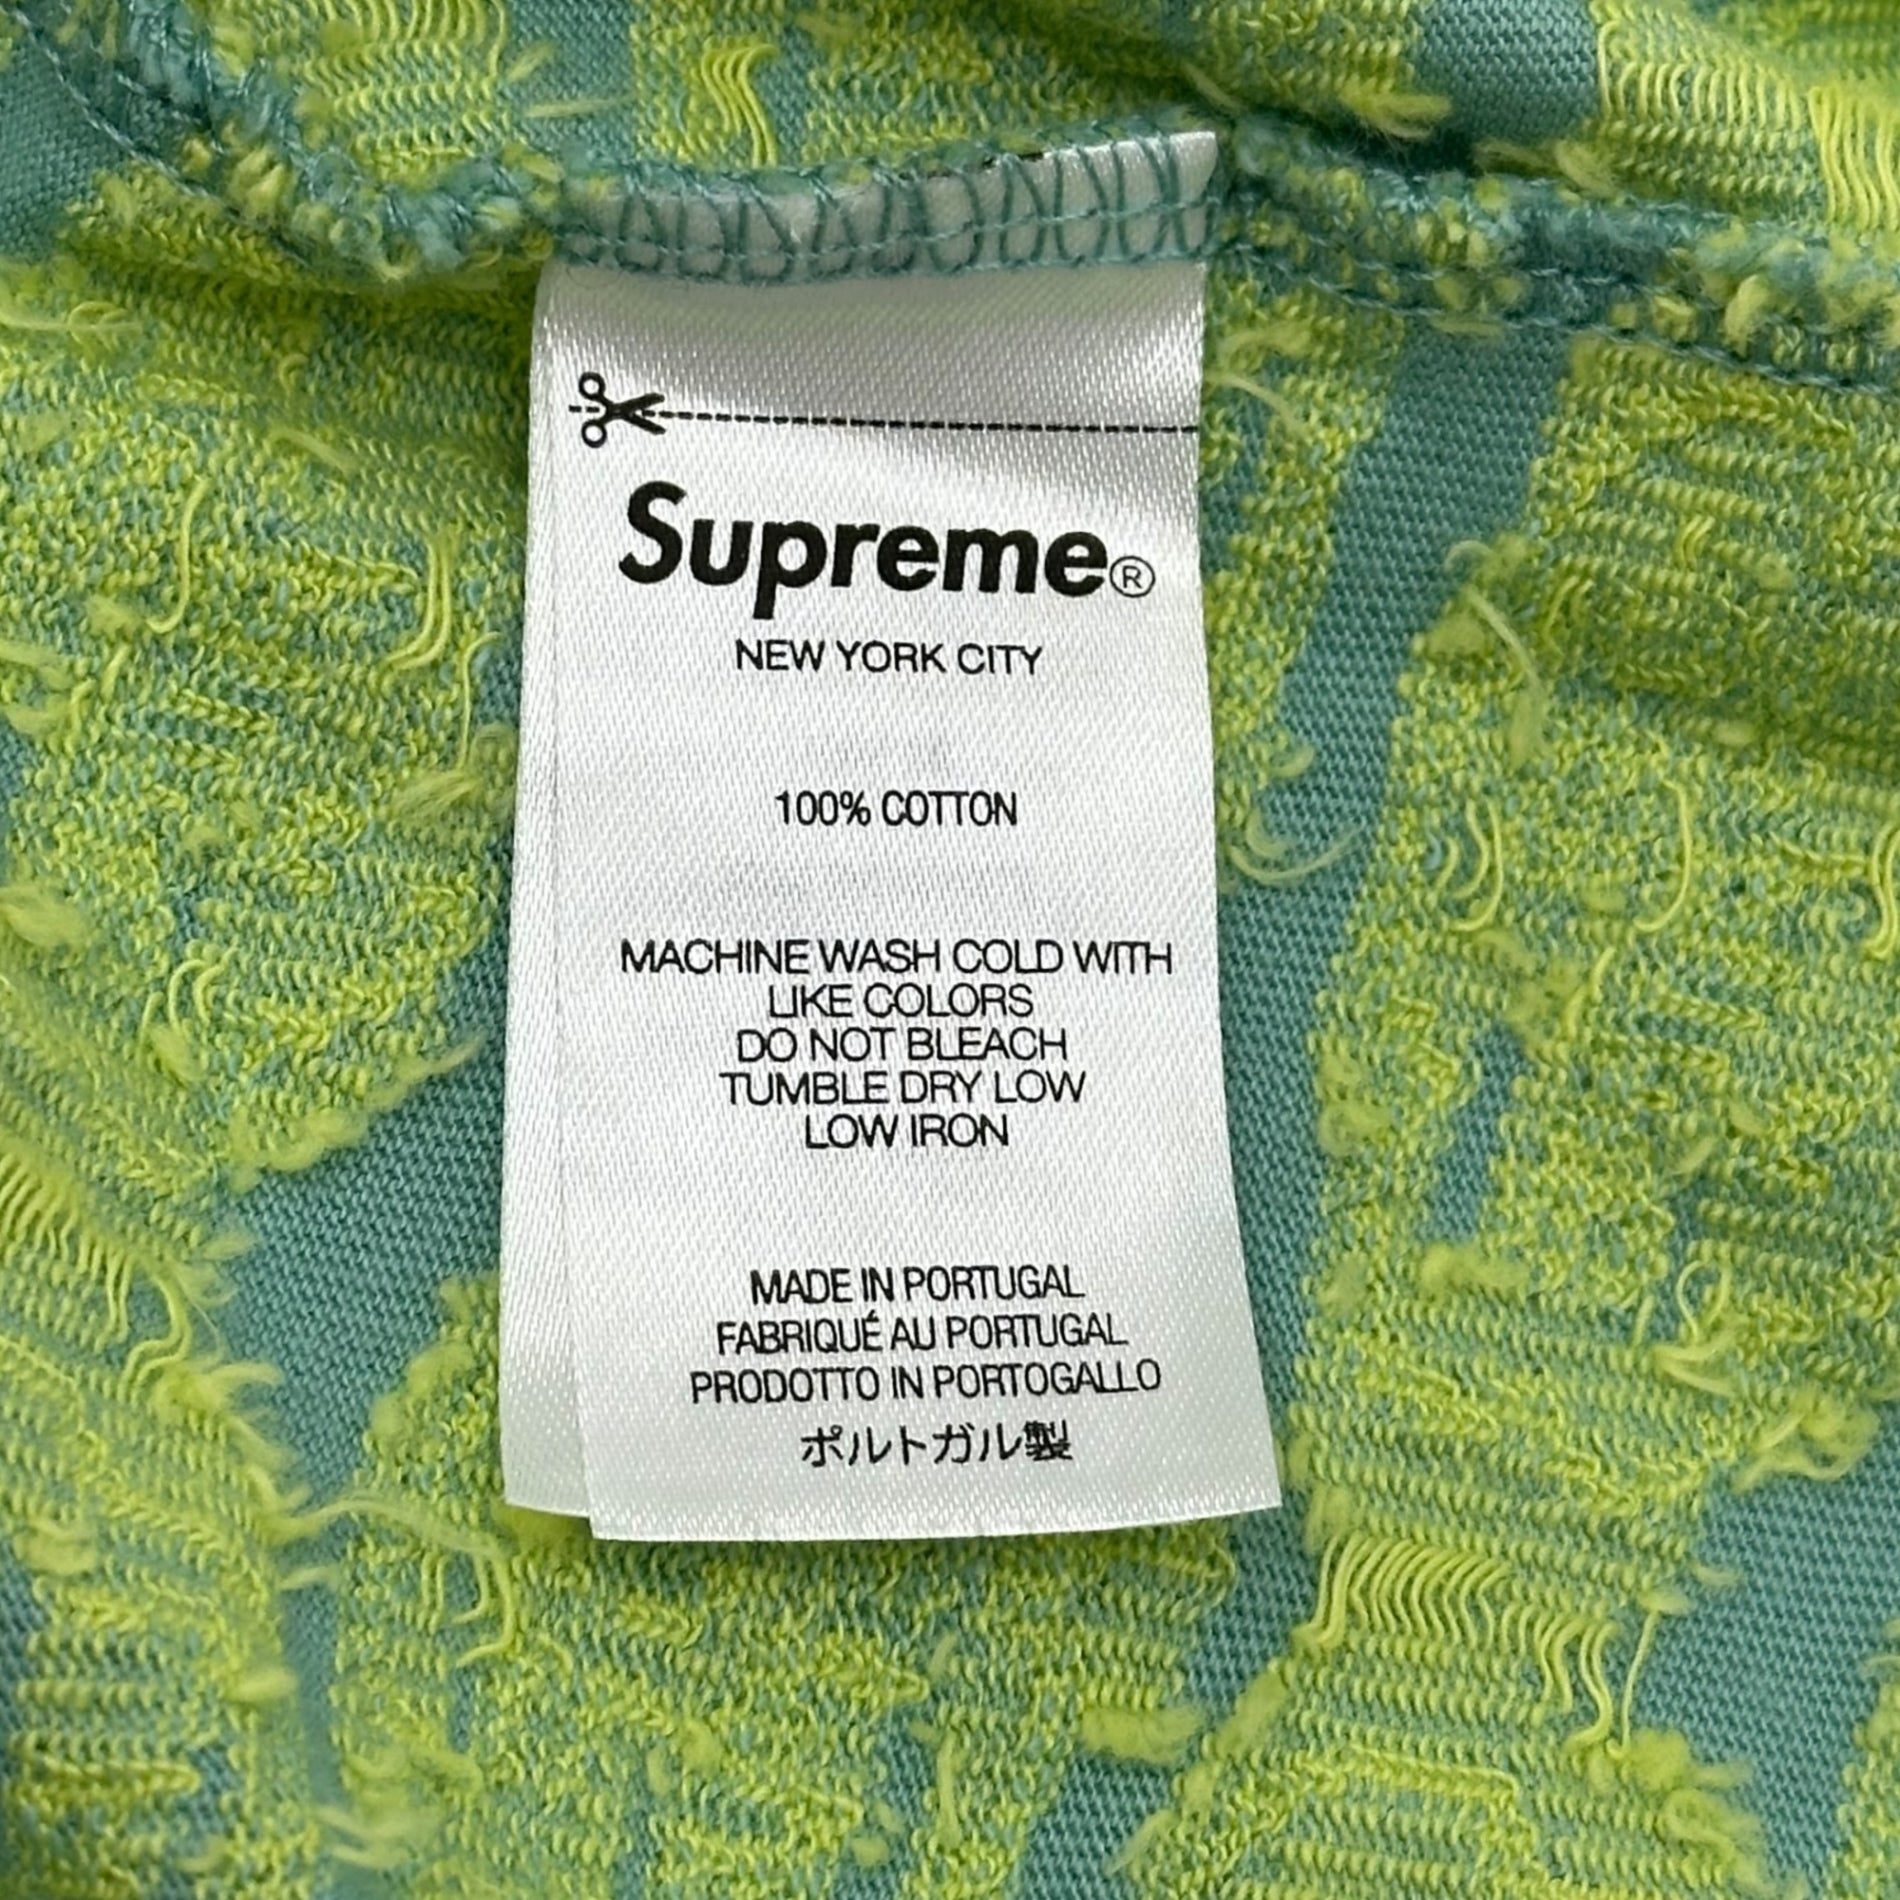 Supreme®
NEW YORK CITY
100% COTTON
MACHINE WASH COLD WITH
LIKE COLORS
DO NOT BLEACH
TUMBLE DRY LOW
LOW IRON
MADE IN PORTUGAL
FABRIQUÉ AU PORTUGAL
PRODOTTO IN PORTOGALLO
ポルトガル製